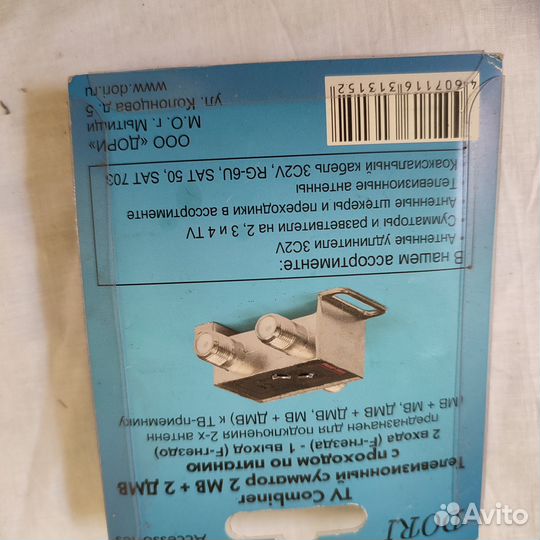 DORI
Accessories
TV Combiner
Телевизионный сумматор 2 МВ + 2 ДМВ
с проходом по питанию
2 входа (F-гнезда) - 1 Выход (F-гнездо)
предназначен для подключения 2-х антенн
(МВ + МВ, ДМВ + ДМВ, МВ + ДМВ) к ТВ-приемнику
В нашем ассортименте:
• Антенные удлинители 3C2V
• Сумматоры и разветвители на 2, 3 и 4 TV
• Антенные штекеры и переходники в ассортименте
Телевизионные антенны
Коаксиальный кабель 3C2V, RG-6U, SAT 50, SAT 703
ООО «ДОРИ»
М.О. г. Мытищи
ул. Колонцова д. 5
www.dori.ru
4607116313152
Avito